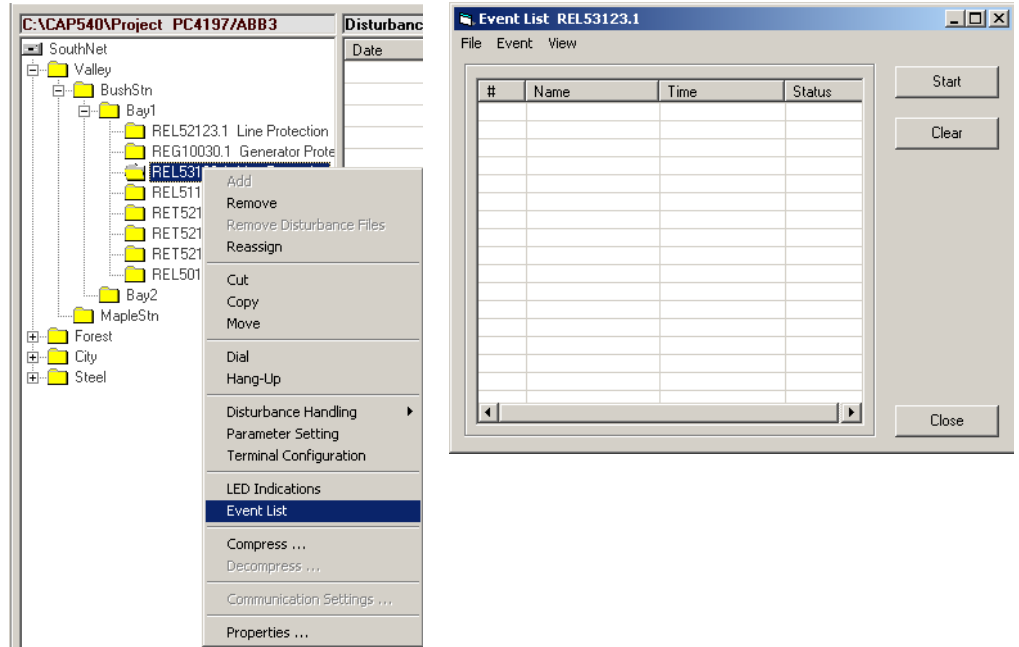 C:\CAP540\Project PC4197/ABB3
Disturbanc
Date
SouthNet
Valley
BushStn
Bay1
REL52123.1 Line Protection
REG10030.1 Generator Prote
REL531
REL511
RET521
RET521
RET521
REL501
Bay2
MapleStn
Forest
City
Steel
Add
Remove
Remove Disturbance Files
Reassign
Cut
Copy
Move
Dial
Hang-Up
Disturbance Handling
Parameter Setting
Terminal Configuration
LED Indications
Event List
Compress ...
Decompress ...
Communication Settings ...
Properties ...
Event List REL53123.1
File Event View
# Name Time Status
Start
Clear
Close